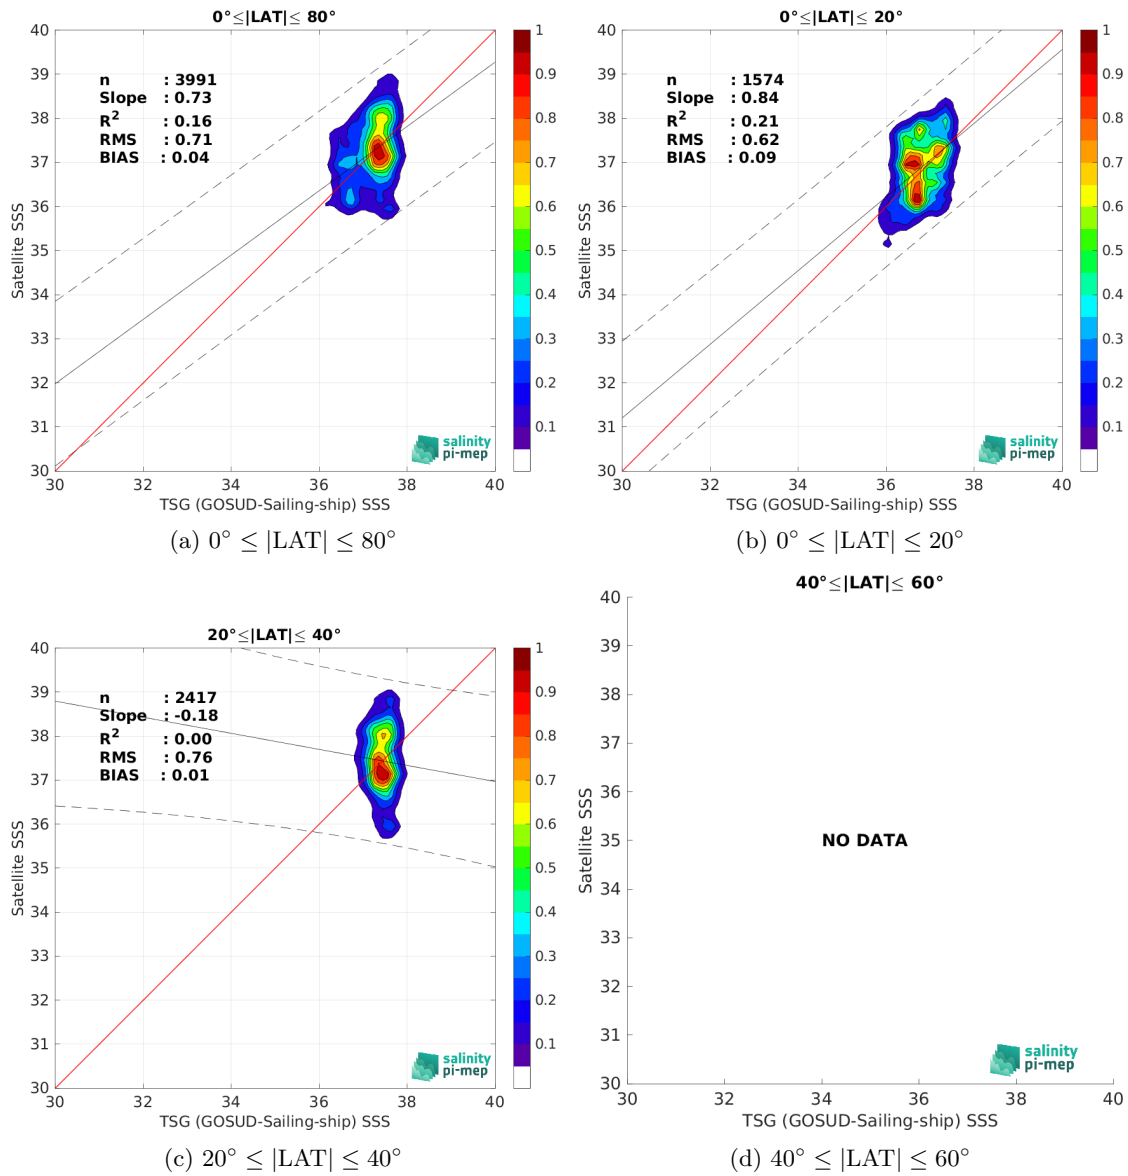 0°≤|LAT|≤ 80°
40
39
38
37
36
35
34
33
32
31
30
Satellite SSS
n : 3991
Slope : 0.73
R2 : 0.16
RMS : 0.71
BIAS : 0.04
salinity
pi-mep
30 32 34 36 38 40
TSG (GOSUD-Sailing-ship) SSS
1
0.9
0.8
0.7
0.6
0.5
0.4
0.3
0.2
0.1
(a) 0° ≤ |LAT| ≤ 80°
0°≤|LAT|≤ 20°
40
39
38
37
36
35
34
33
32
31
30
Satellite SSS
n : 1574
Slope : 0.84
R2 : 0.21
RMS : 0.62
BIAS : 0.09
salinity
pi-mep
30 32 34 36 38 40
TSG (GOSUD-Sailing-ship) SSS
1
0.9
0.8
0.7
0.6
0.5
0.4
0.3
0.2
0.1
(b) 0° ≤ |LAT| ≤ 20°
20°≤|LAT|≤ 40°
40
39
38
37
36
35
34
33
32
31
30
Satellite SSS
n : 2417
Slope : -0.18
R2 : 0.00
RMS : 0.76
BIAS : 0.01
salinity
pi-mep
30 32 34 36 38 40
TSG (GOSUD-Sailing-ship) SSS
1
0.9
0.8
0.7
0.6
0.5
0.4
0.3
0.2
0.1
(c) 20° ≤ |LAT| ≤ 40°
40°≤|LAT|≤ 60°
40
39
38
37
36
35
34
33
32
31
30
Satellite SSS
NO DATA
salinity
pi-mep
30 32 34 36 38 40
TSG (GOSUD-Sailing-ship) SSS
(d) 40° ≤ |LAT| ≤ 60°